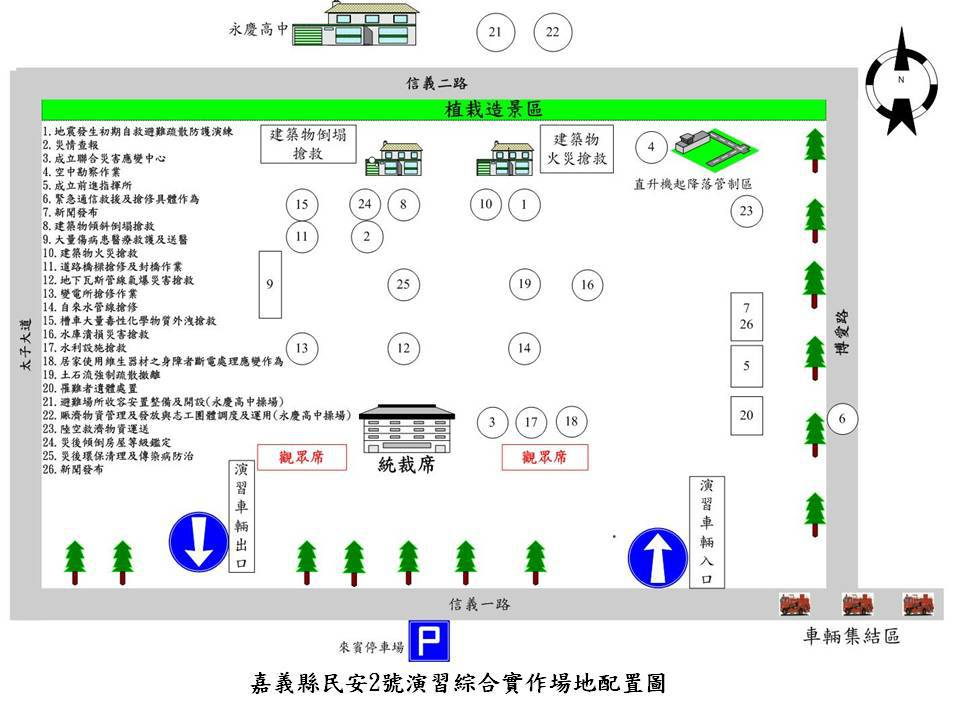 永慶高中
21
22
信義二路
N
植栽造景區
1.地震發生初期自救避難疏散防護演練
2.災情查報
3.成立聯合災害應變中心
4.空中勘察作業
5.成立前進指揮所
6.緊急通信救援及搶修具體作為
7.新聞發布
8.建築物傾斜倒塌搶救
9.大量傷病患醫療救護及送醫
10.建築物火災搶救
11.道路橋樑搶修及封橋作業
12.地下瓦斯管線氣爆災害搶救
13.變電所搶修作業
14.自來水管線搶修
15.槽車大量毒性化學物質外洩搶救
16.水庫潰損災害搶救
17.水利設施搶救
18.居家使用維生器材之身障者斷電處理應變作為
19.土石流強制疏散撤離
20.罹難者遺體處置
21.避難場所收容安置整備及開設(永慶高中操場)
22.賑濟物資管理及發放與志工團體調度及運用(永慶高中操場)
23.陸空救濟物資運送
24.災後傾倒房屋等級鑑定
25.災後環保清理及傳染病防治
26.新聞發布
建築物倒塌
搶救
建築物
火災搶救
4
直升機起降落管制區
15
24
8
10
1
23
11
2
9
25
19
16
7
26
13
12
14
5
3
17
18
20
6
太子大道
博愛路
統裁席
觀眾席
觀眾席
演習車輛出口
演習車輛入口
信義一路
車輛集結區
來賓停車場
P
嘉義縣民安2號演習綜合實作場地配置圖